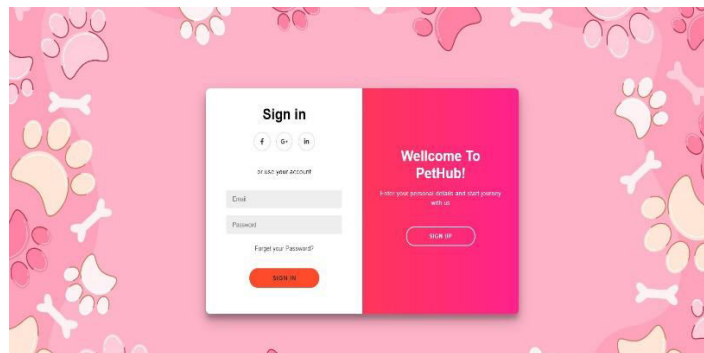 Sign in
f
G+
in
or use your account
Email
Password
Forget your Password?
SIGN IN
Wellcome To
PetHub!
Enter your personal details and start journey
with us
SIGN UP